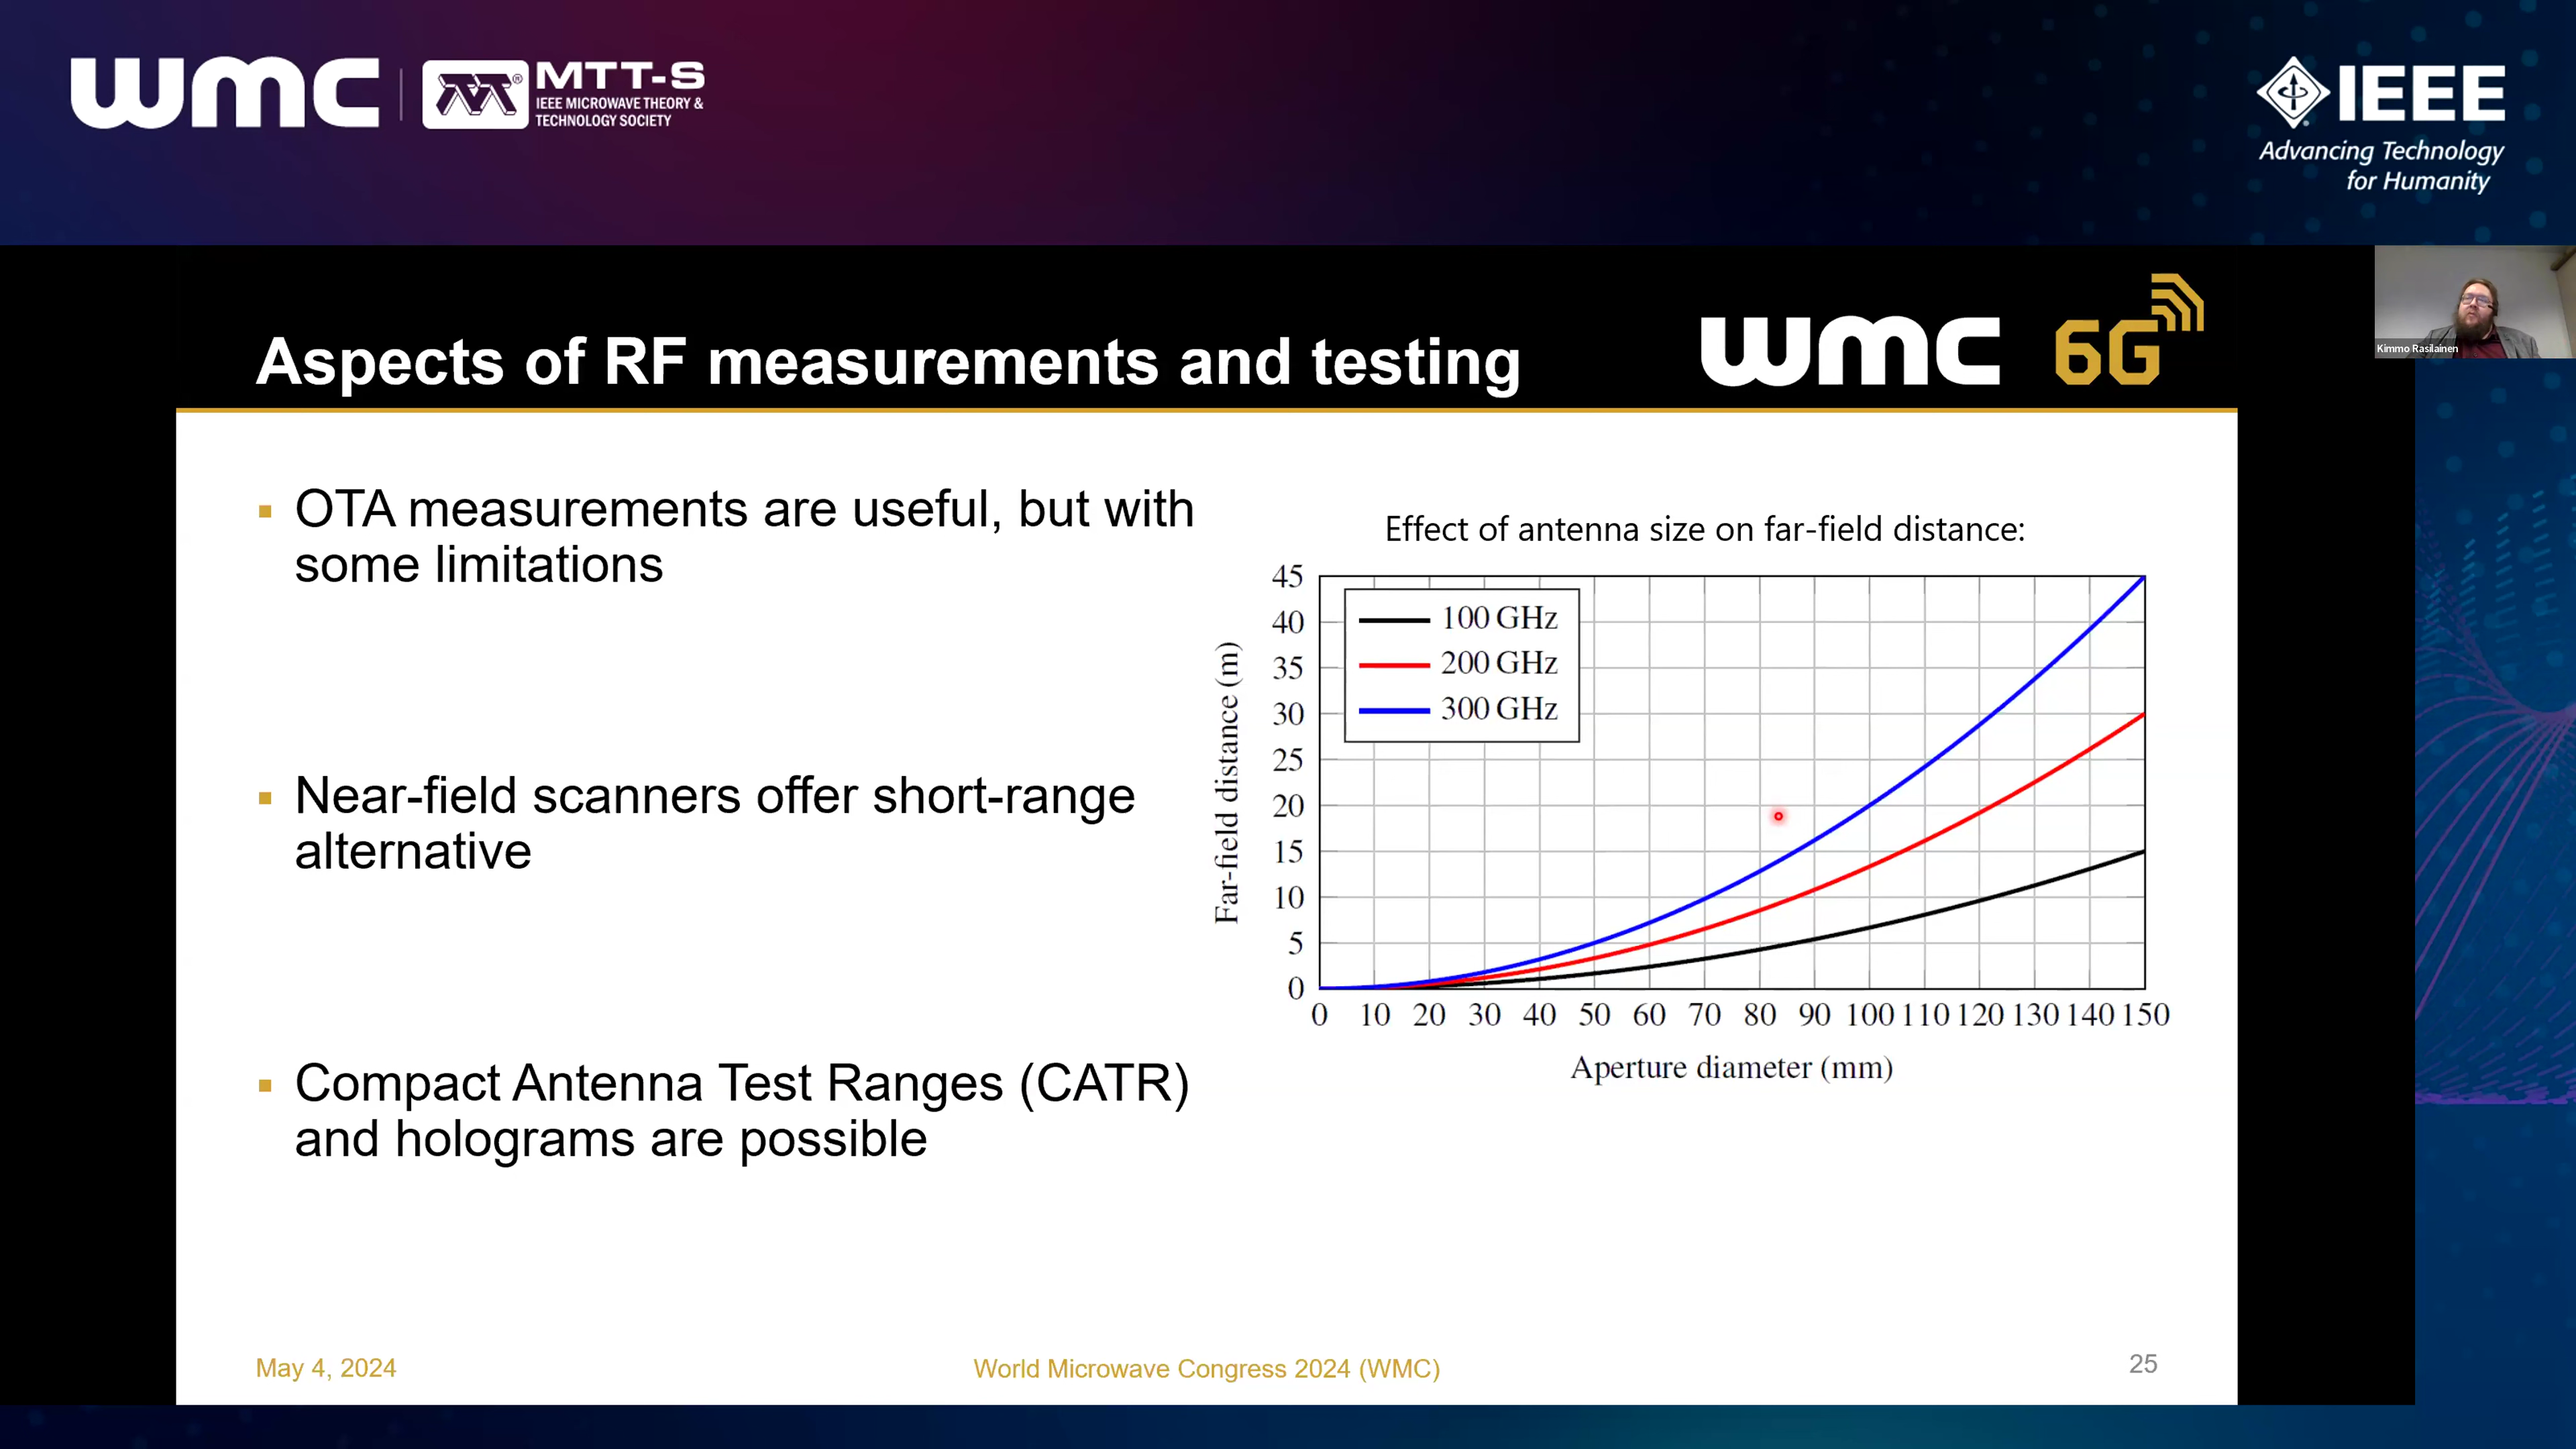 wmc
MTT-S
IEEE MICROWAVE THEORY &
TECHNOLOGY SOCIETY
IEEE
Advancing Technology
for Humanity
Kimmo Rasilainen
Aspects of RF measurements and testing
wmc 6G
▪ OTA measurements are useful, but with
some limitations
▪ Near-field scanners offer short-range
alternative
▪ Compact Antenna Test Ranges (CATR)
and holograms are possible
Effect of antenna size on far-field distance:
Far-field distance (m)
45
40
35
30
25
20
15
10
5
0
100 GHz
200 GHz
300 GHz
0 10 20 30 40 50 60 70 80 90 100 110 120 130 140 150
Aperture diameter (mm)
May 4, 2024
World Microwave Congress 2024 (WMC)
25